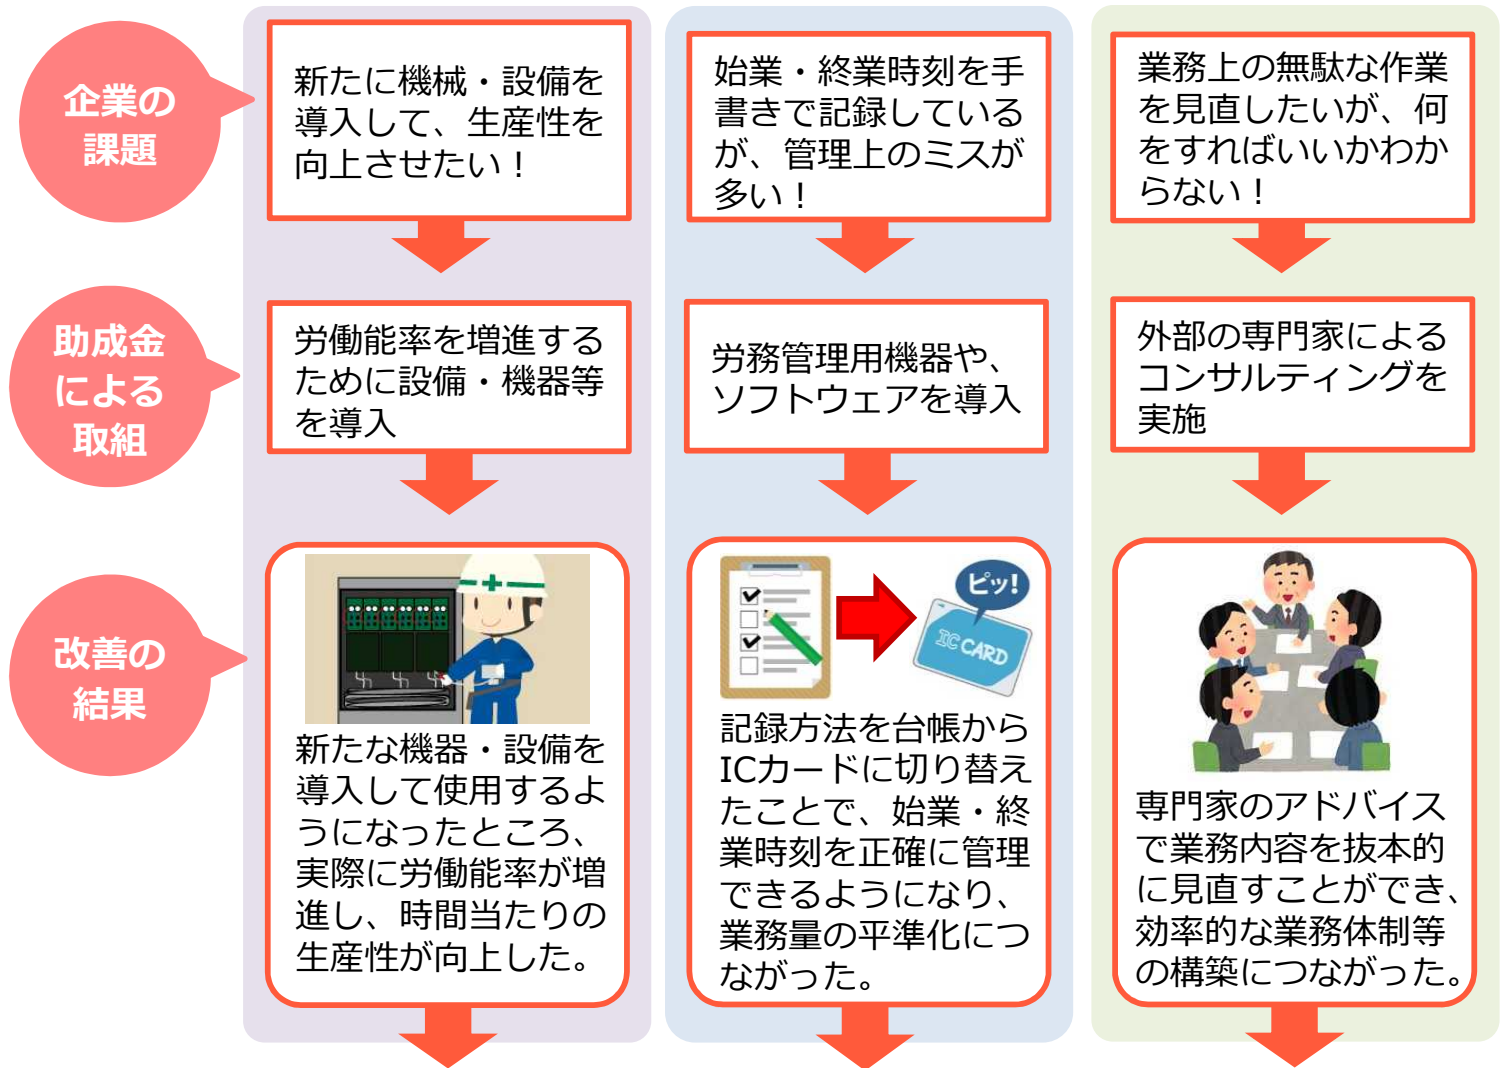 企業の
課題
新たに機械・設備を
導入して、生産性を
向上させたい！
始業・終業時刻を手
書きで記録している
が、管理上のミスが
多い！
業務上の無駄な作業
を見直したいが、何
をすればいいかわか
らない！
助成金
による
取組
労働能率を増進する
ために設備・機器等
を導入
労務管理用機器や、
ソフトウェアを導入
外部の専門家による
コンサルティングを
実施
改善の
結果
新たな機器・設備を
導入して使用するよ
うになったところ、
実際に労働能率が増
進し、時間当たりの
生産性が向上した。
ピッ!
IC CARD
記録方法を台帳から
ICカードに切り替え
たことで、始業・終
業時刻を正確に管理
できるようになり、
業務量の平準化につ
ながった。
専門家のアドバイス
で業務内容を抜本的
に見直すことができ、
効率的な業務体制等
の構築につながった。